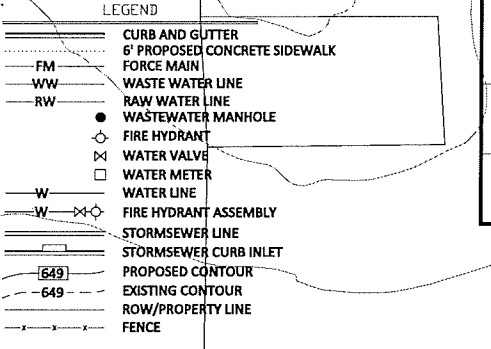 LEGEND
CURB AND GUTTER
6' PROPOSED CONCRETE SIDEWALK
FM FORCE MAIN
WW WASTE WATER LINE
RW RAW WATER LINE
WASTEWATER MANHOLE
FIRE HYDRANT
WATER VALVE
WATER METER
W WATER LINE
W FIRE HYDRANT ASSEMBLY
STORMSEWER LINE
STORMSEWER CURB INLET
649 PROPOSED CONTOUR
649 EXISTING CONTOUR
ROW/PROPERTY LINE
x x x FENCE